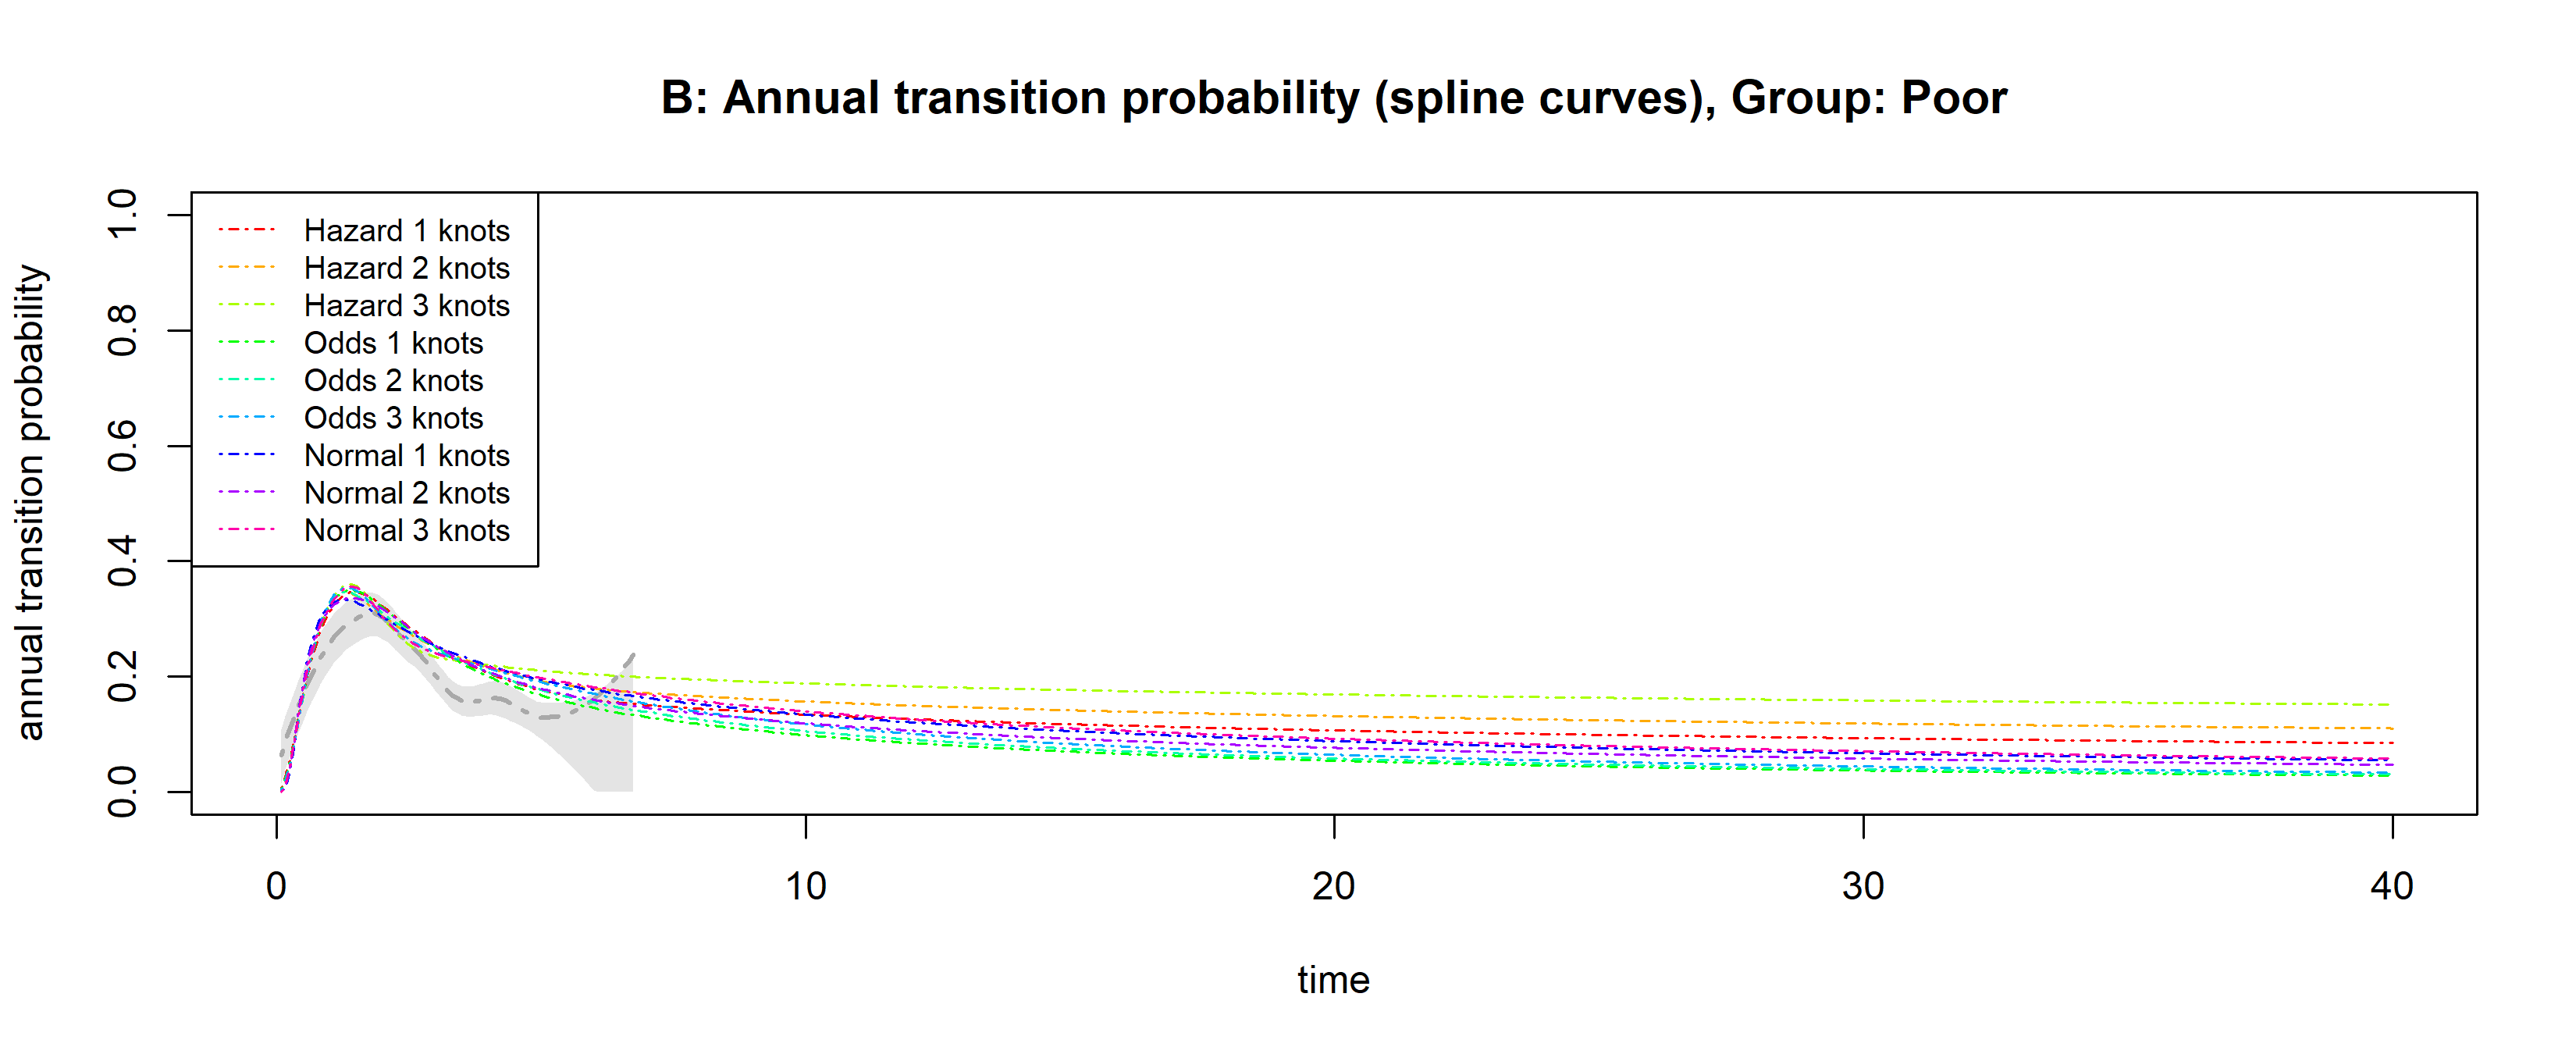 B: Annual transition probability (spline curves), Group: Poor
annual transition probability
1.0
0.8
0.6
0.4
0.2
0.0
Hazard 1 knots
Hazard 2 knots
Hazard 3 knots
Odds 1 knots
Odds 2 knots
Odds 3 knots
Normal 1 knots
Normal 2 knots
Normal 3 knots
0 10 20 30 40
time